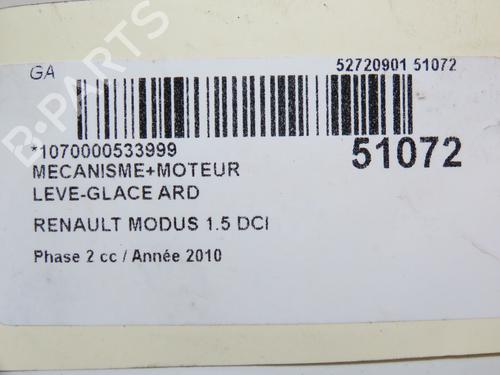 GA
52720901 51072
*1070000533999
51072
MECANISME+MOTEUR
LEVE-GLACE ARD
RENAULT MODUS 1.5 DCI
Phase 2 cc / Année 2010
B-PARTS